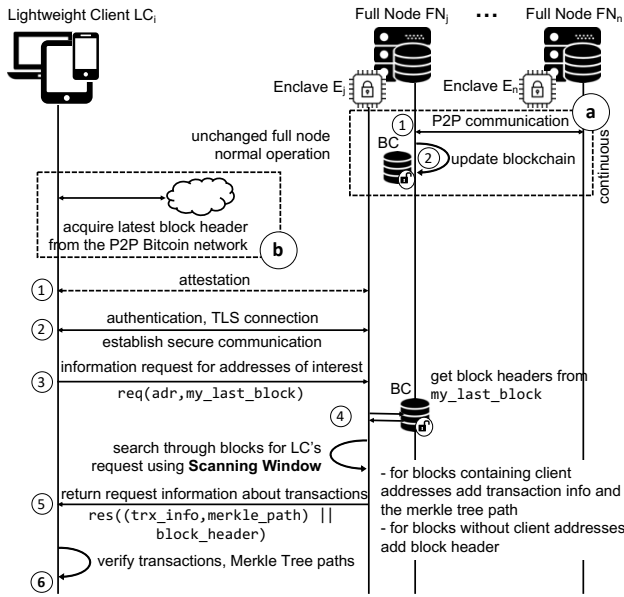 Lightweight Client LCi
Full Node FNj
... Full Node FNn
Enclave Ej
Enclave En
a
1
P2P communication
unchanged full node
normal operation
BC
2
update blockchain
continuous
acquire latest block header
from the P2P Bitcoin network
b
1
attestation
2
authentication, TLS connection
establish secure communication
information request for addresses of interest
3
req(adr,my_last_block)
BC
get block headers from
my_last_block
4
search through blocks for LC's
request using Scanning Window
return request information about transactions
5
res((trx_info,merkle_path) ||
block_header)
- for blocks containing client
addresses add transaction info and
the merkle tree path
- for blocks without client addresses
add block header
verify transactions, Merkle Tree paths
6